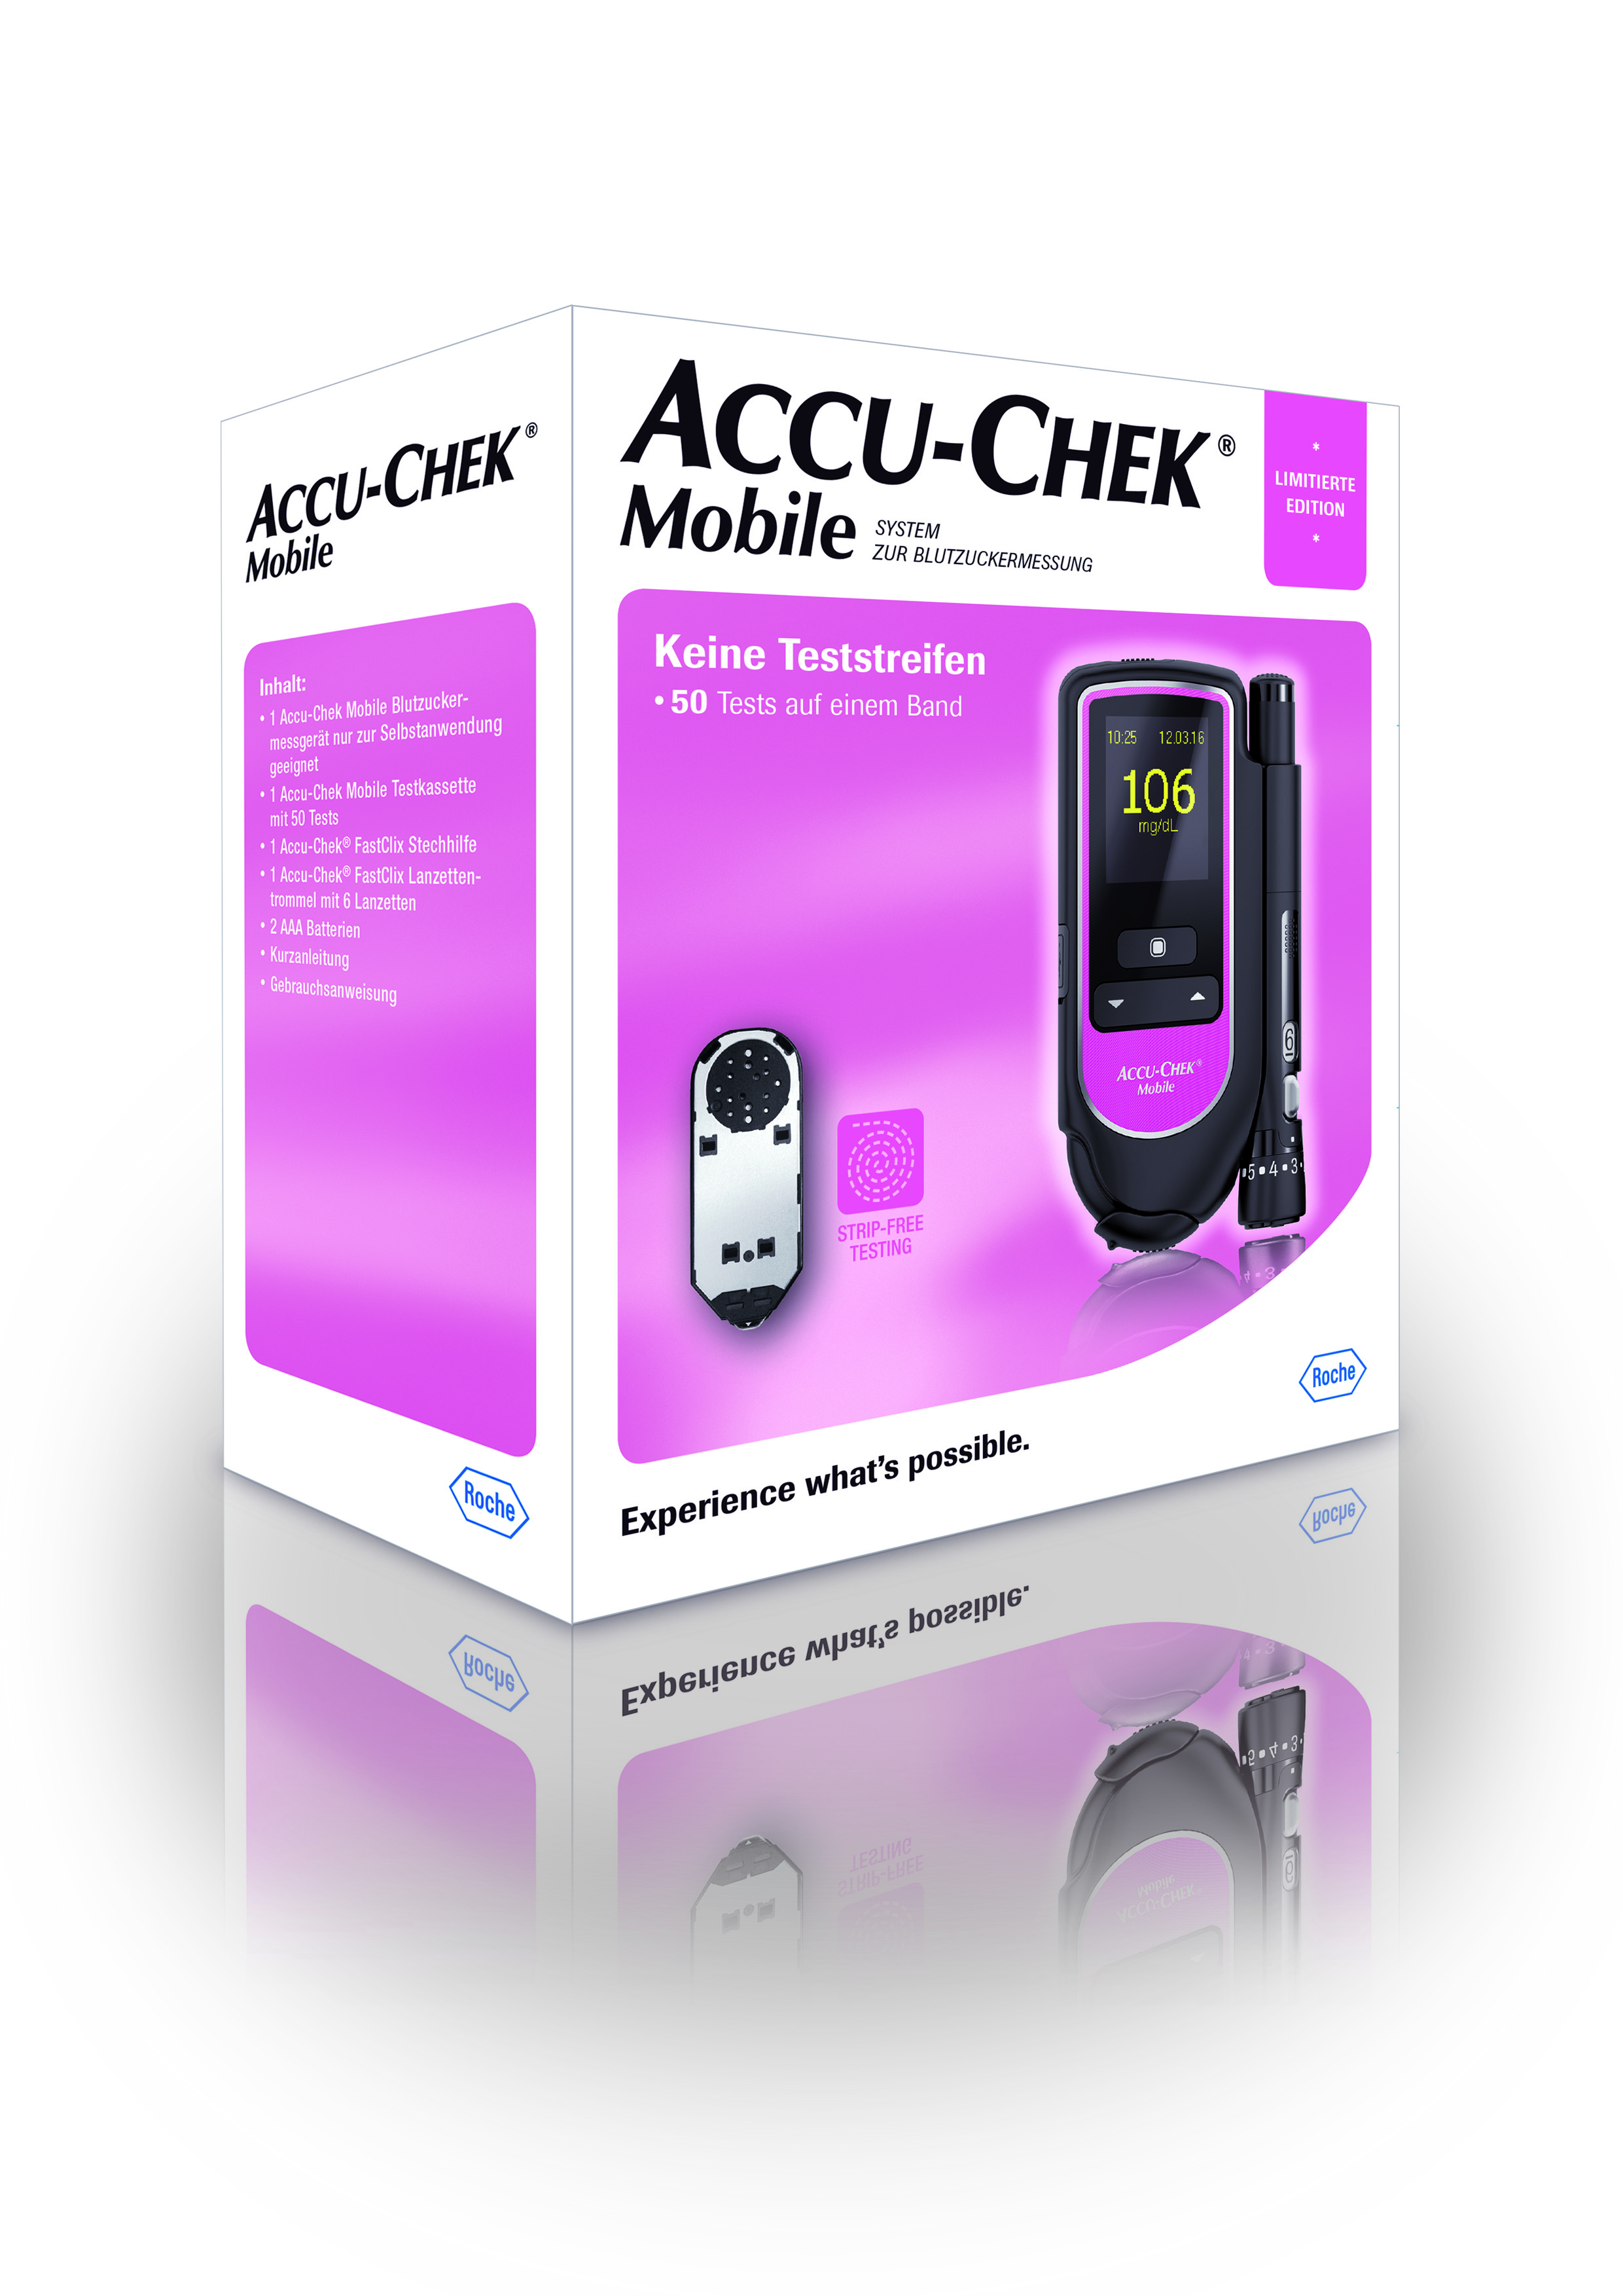 ACCU-CHEK®
Mobile
Inhalt:
• 1 Accu-Chek Mobile Blutzucker-
messgerät nur zur Selbstanwendung
geeignet
• 1 Accu-Chek Mobile Testkassette
mit 50 Tests
• 1 Accu-Chek® FastClix Stechhilfe
• 1 Accu-Chek® FastClix Lanzetten-
trommel mit 6 Lanzetten
• 2 AAA Batterien
• Kurzanleitung
• Gebrauchsanweisung
Roche
ACCU-CHEK®
Mobile
SYSTEM
ZUR BLUTZUCKERMESSUNG
*
LIMITIERTE
EDITION
*
Keine Teststreifen
• 50 Tests auf einem Band
10:25 12.03.16
106
mg/dL
ACCU-CHEK®
Mobile
6
5 4 3
STRIP-FREE
TESTING
Roche
Experience what's possible.